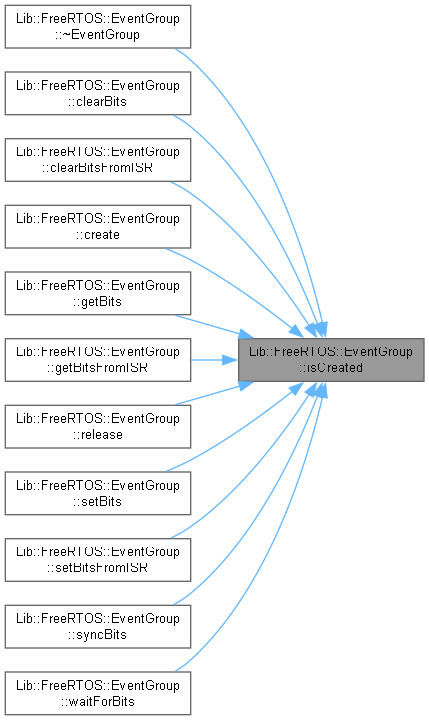 Lib::FreeRTOS::EventGroup
::~EventGroup
Lib::FreeRTOS::EventGroup
::clearBits
Lib::FreeRTOS::EventGroup
::clearBitsFromISR
Lib::FreeRTOS::EventGroup
::create
Lib::FreeRTOS::EventGroup
::getBits
Lib::FreeRTOS::EventGroup
::getBitsFromISR
Lib::FreeRTOS::EventGroup
::release
Lib::FreeRTOS::EventGroup
::setBits
Lib::FreeRTOS::EventGroup
::setBitsFromISR
Lib::FreeRTOS::EventGroup
::syncBits
Lib::FreeRTOS::EventGroup
::waitForBits
Lib::FreeRTOS::EventGroup
::isCreated